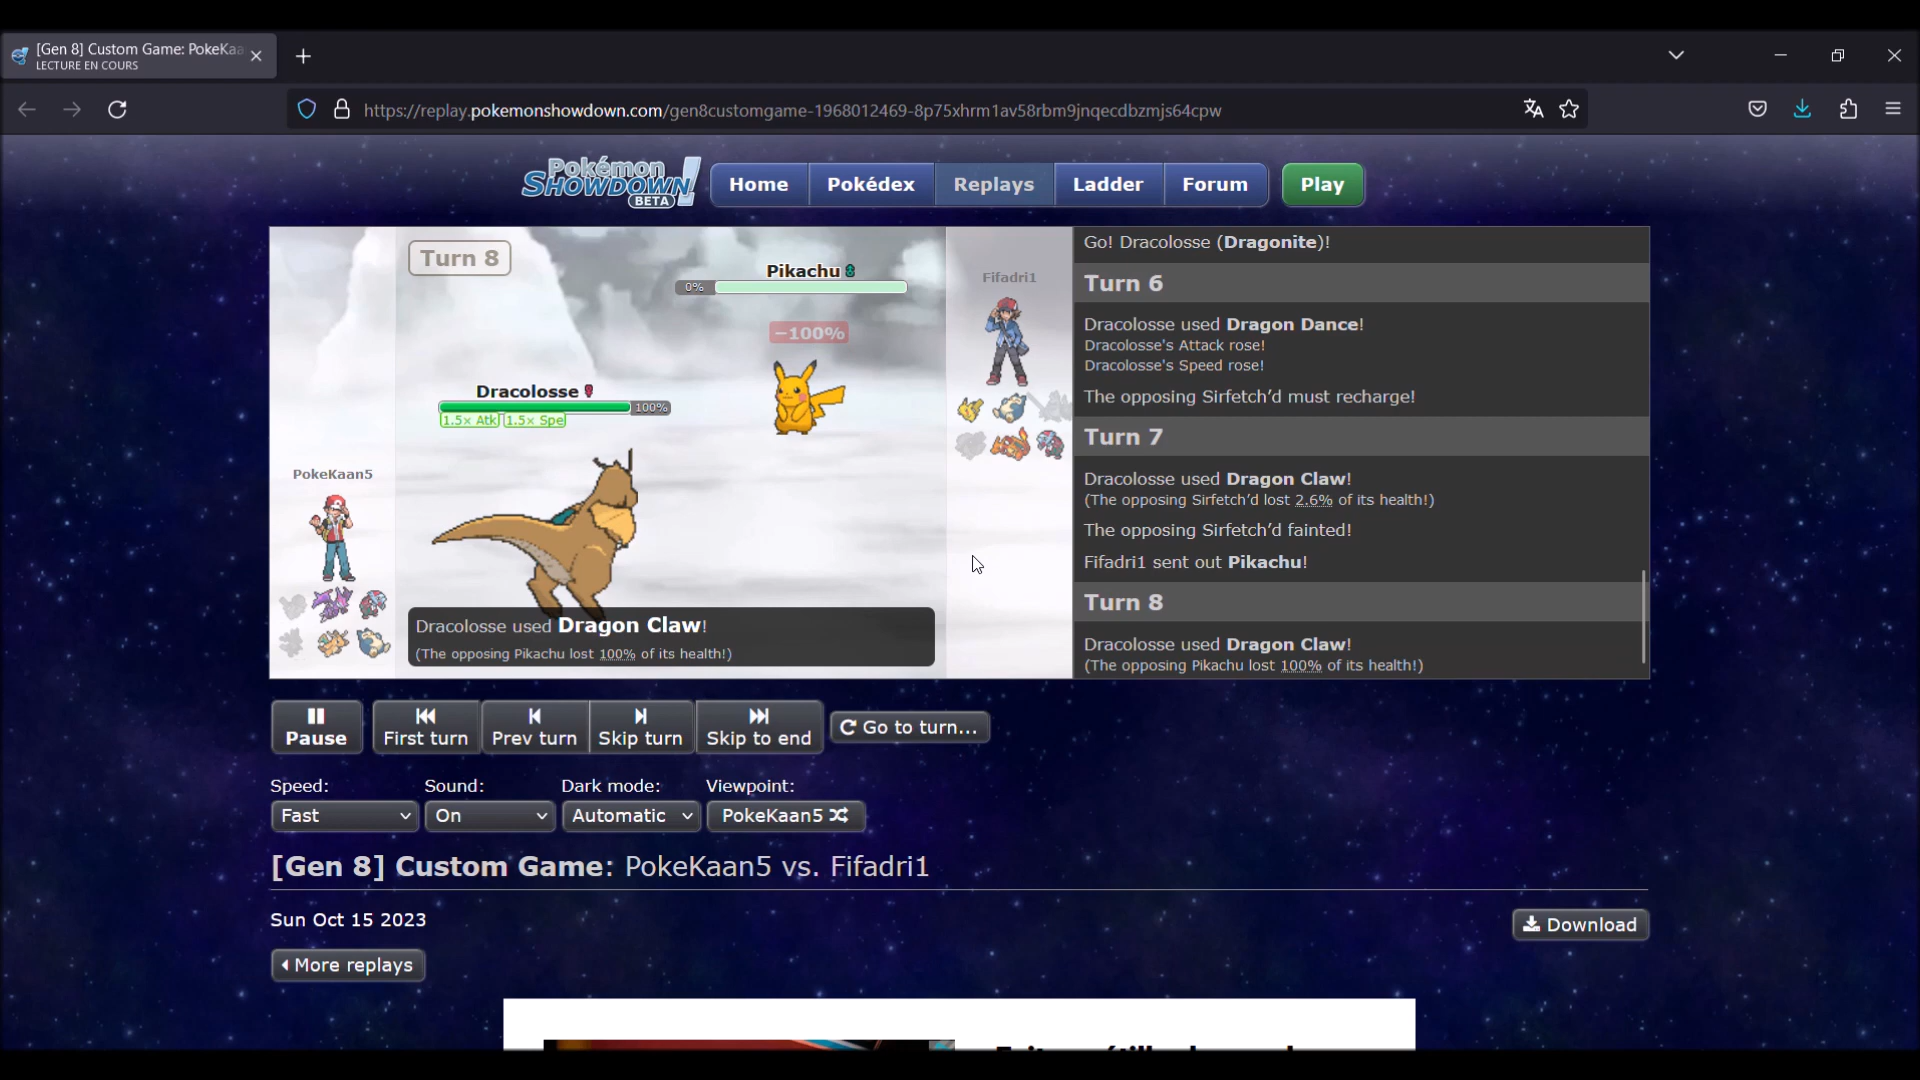 [Gen 8] Custom Game: PokeKaa
LECTURE EN COURS
https://replay.pokemonshowdown.com/gen8customgame-1968012469-8p75xhrm1av58rbm9jnqecdbzmjs64cpw
Pokémon
SHOWDOWN!
BETA
Home
Pokédex
Replays
Ladder
Forum
Play
Turn 8
Pikachu
0%
−100%
Dracolosse
100%
1.5× Atk 1.5× Spe
PokeKaan5
Fifadri1
Dracolosse used Dragon Claw!
(The opposing Pikachu lost 100% of its health!)
Go! Dracolosse (Dragonite)!
Turn 6
Dracolosse used Dragon Dance!
Dracolosse's Attack rose!
Dracolosse's Speed rose!
The opposing Sirfetch’d must recharge!
Turn 7
Dracolosse used Dragon Claw!
(The opposing Sirfetch’d lost 2.6% of its health!)
The opposing Sirfetch’d fainted!
Fifadri1 sent out Pikachu!
Turn 8
Dracolosse used Dragon Claw!
(The opposing Pikachu lost 100% of its health!)
Pause
First turn
Prev turn
Skip turn
Skip to end
Go to turn...
Speed:
Sound:
Dark mode:
Viewpoint:
Fast
On
Automatic
PokeKaan5
[Gen 8] Custom Game: PokeKaan5 vs. Fifadri1
Sun Oct 15 2023
Download
More replays